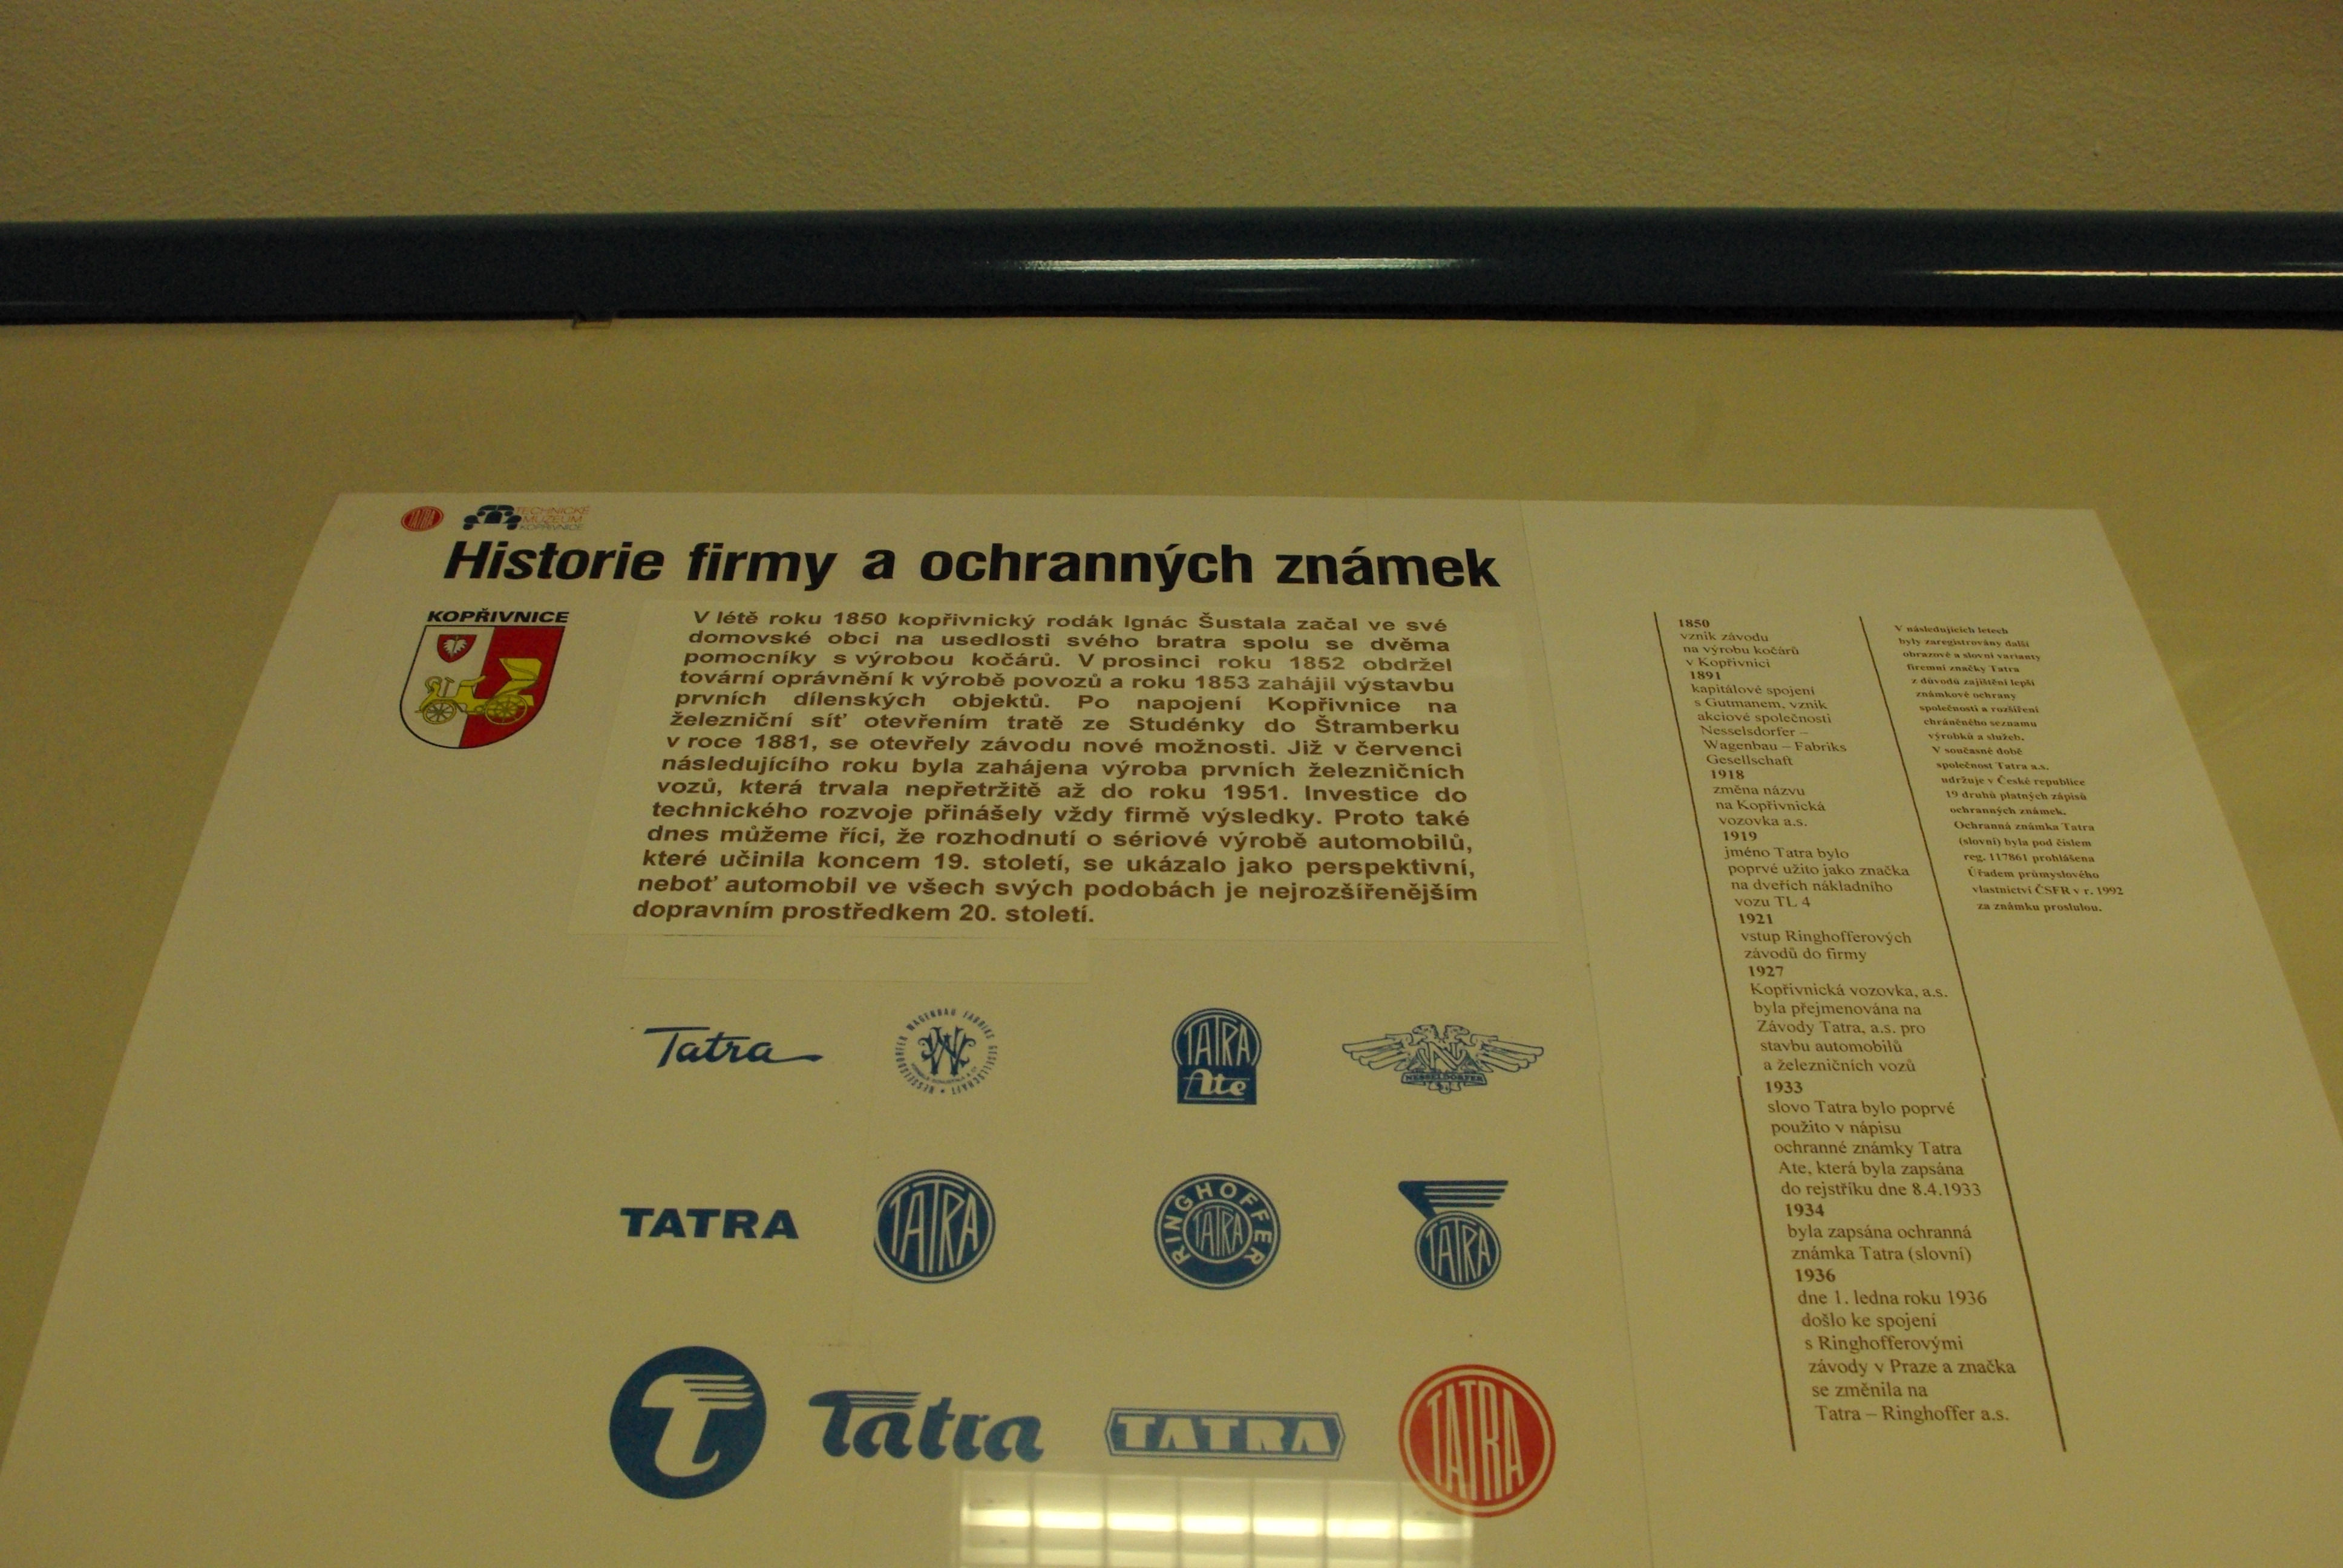 TATRA
TECHNICKÉ
MUZEUM
KOPŘIVNICE
Historie firmy a ochranných známek
KOPŘIVNICE
V létě roku 1850 kopřivnický rodák Ignác Šustala začal ve své
domovské obci na usedlosti svého bratra spolu se dvěma
pomocníky s výrobou kočárů. V prosinci roku 1852 obdržel
tovární oprávnění k výrobě povozů a roku 1853 zahájil výstavbu
prvních dílenských objektů. Po napojení Kopřivnice na
železniční síť otevřením tratě ze Studénky do Štramberku
v roce 1881, se otevřely závodu nové možnosti. Již v červenci
následujícího roku byla zahájena výroba prvních železničních
vozů, která trvala nepřetržitě až do roku 1951. Investice do
technického rozvoje přinášely vždy firmě výsledky. Proto také
dnes můžeme říci, že rozhodnutí o sériové výrobě automobilů,
které učinila koncem 19. století, se ukázalo jako perspektivní,
neboť automobil ve všech svých podobách je nejrozšířenějším
dopravním prostředkem 20. století.
Tatra
NESSELSDORFER WAGENBAU FABRIKS GESELLSCHAFT
TATRA
Ate
N
NESSELSDORFER
TATRA
TATRA
RINGHOFFER
TATRA
TATRA
T
Tatra
TATRA
TATRA
1850
vznik závodu
na výrobu kočárů
v Kopřivnici
1891
kapitálové spojení
s Gutmanem, vznik
akciové společnosti
Nesselsdorfer –
Wagenbau – Fabriks
Gesellschaft
1918
změna názvu
na Kopřivnická
vozovka a.s.
1919
jméno Tatra bylo
poprvé užito jako značka
na dveřích nákladního
vozu TL 4
1921
vstup Ringhofferových
závodů do firmy
1927
Kopřivnická vozovka, a.s.
byla přejmenována na
Závody Tatra, a.s. pro
stavbu automobilů
a železničních vozů
1933
slovo Tatra bylo poprvé
použito v nápisu
ochranné známky Tatra
Ate, která byla zapsána
do rejstříku dne 8.4.1933
1934
byla zapsána ochranná
známka Tatra (slovní)
1936
dne 1. ledna roku 1936
došlo ke spojení
s Ringhofferovými
závody v Praze a značka
se změnila na
Tatra – Ringhoffer a.s.
V následujících letech
byly zaregistrovány další
obrazové a slovní varianty
firemní značky Tatra
z důvodů zajištění lepší
známkové ochrany
společnosti a rozšíření
chráněného seznamu
výrobků a služeb.
V současné době
společnost Tatra a.s.
udržuje v České republice
19 druhů platných zápisů
ochranných známek.
Ochranná známka Tatra
(slovní) byla pod číslem
reg. 117861 prohlášena
Úřadem průmyslového
vlastnictví ČSFR v r. 1992
za známku proslulou.